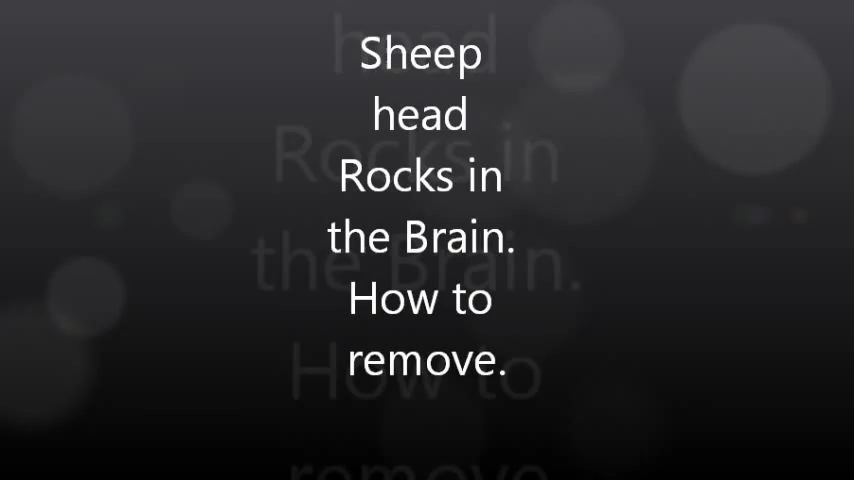 Sheep
head
Rocks in
the Brain.
How to
remove.